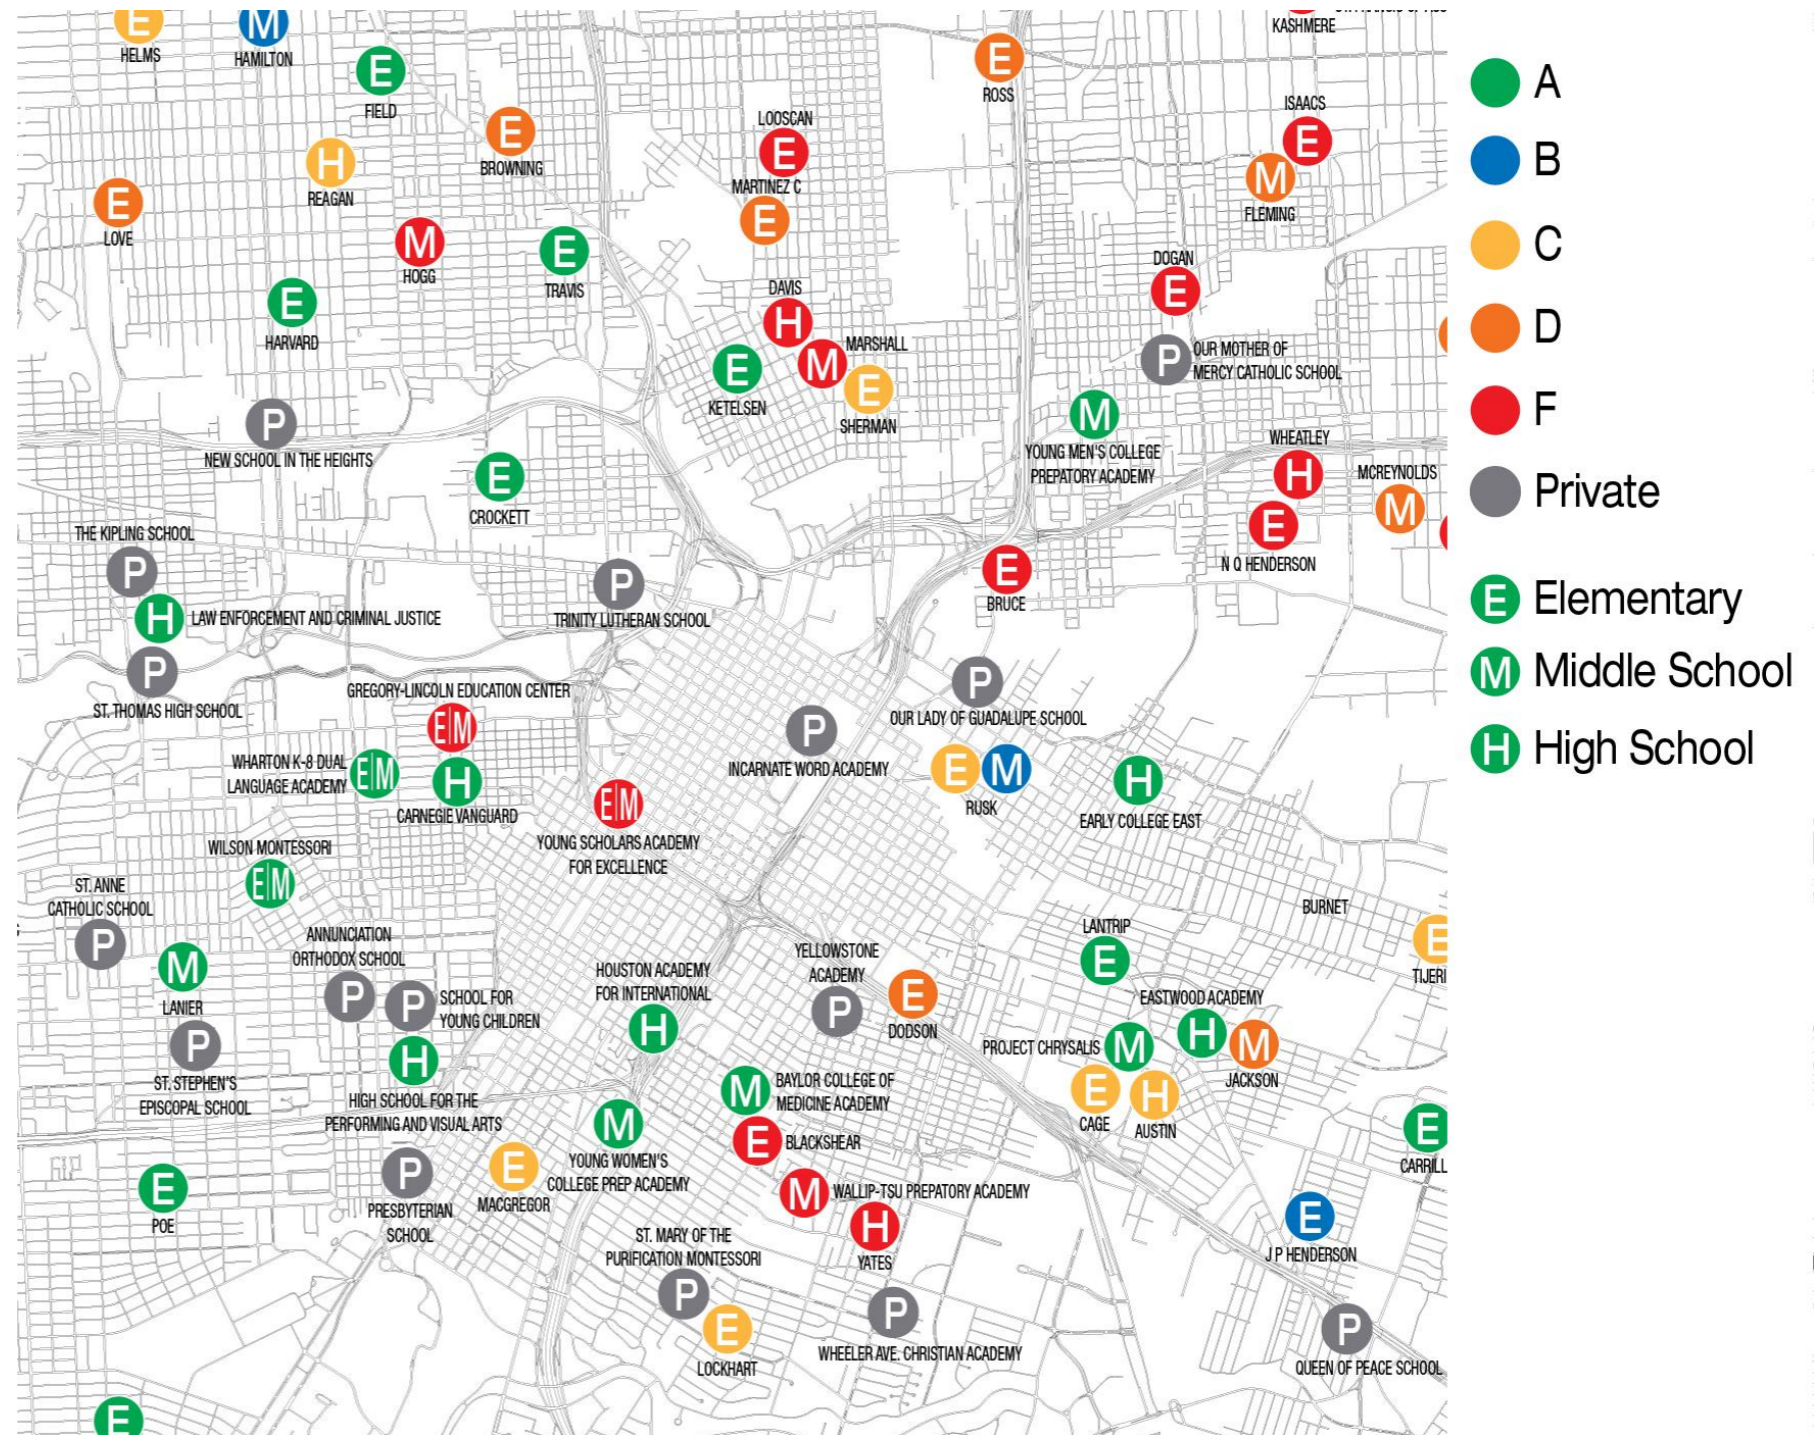 E
HELMS
M
HAMILTON
E
FIELD
E
BROWNING
H
REAGAN
E
LOVE
M
HOGG
E
TRAVIS
E
HARVARD
LOOSCAN
E
MARTINEZ C
E
E
ROSS
KASHMERE
ISAACS
E
M
FLEMING
DOGAN
E
DAVIS
H
MARSHALL
M
E
KETELSEN
E
SHERMAN
P
OUR MOTHER OF
MERCY CATHOLIC SCHOOL
M
YOUNG MEN'S COLLEGE
PREPATORY ACADEMY
WHEATLEY
H
MCREYNOLDS
M
E
N Q HENDERSON
P
NEW SCHOOL IN THE HEIGHTS
E
CROCKETT
THE KIPLING SCHOOL
P
H
LAW ENFORCEMENT AND CRIMINAL JUSTICE
P
ST. THOMAS HIGH SCHOOL
P
TRINITY LUTHERAN SCHOOL
E
BRUCE
GREGORY-LINCOLN EDUCATION CENTER
E|M
WHARTON K-8 DUAL
LANGUAGE ACADEMY
E|M
H
CARNEGIE VANGUARD
E|M
YOUNG SCHOLARS ACADEMY
FOR EXCELLENCE
P
INCARNATE WORD ACADEMY
P
OUR LADY OF GUADALUPE SCHOOL
E
M
RUSK
H
EARLY COLLEGE EAST
WILSON MONTESSORI
E|M
ST. ANNE
CATHOLIC SCHOOL
P
M
LANIER
P
ST. STEPHEN'S
EPISCOPAL SCHOOL
ANNUNCIATION
ORTHODOX SCHOOL
P
P
SCHOOL FOR
YOUNG CHILDREN
H
HIGH SCHOOL FOR THE
PERFORMING AND VISUAL ARTS
HOUSTON ACADEMY
FOR INTERNATIONAL
H
YELLOWSTONE
ACADEMY
P
E
DODSON
BURNET
LANTRIP
E
E
TIJERI
EASTWOOD ACADEMY
H
PROJECT CHRYSALIS
M
M
JACKSON
E
CAGE
H
AUSTIN
M
BAYLOR COLLEGE OF
MEDICINE ACADEMY
E
BLACKSHEAR
M
YOUNG WOMEN'S
COLLEGE PREP ACADEMY
E
MACGREGOR
P
PRESBYTERIAN
SCHOOL
E
POE
M
WALLIP-TSU PREPATORY ACADEMY
H
YATES
E
CARRILL
E
J P HENDERSON
ST. MARY OF THE
PURIFICATION MONTESSORI
P
E
LOCKHART
P
WHEELER AVE. CHRISTIAN ACADEMY
P
QUEEN OF PEACE SCHOOL
E
A
B
C
D
F
Private
E Elementary
M Middle School
H High School